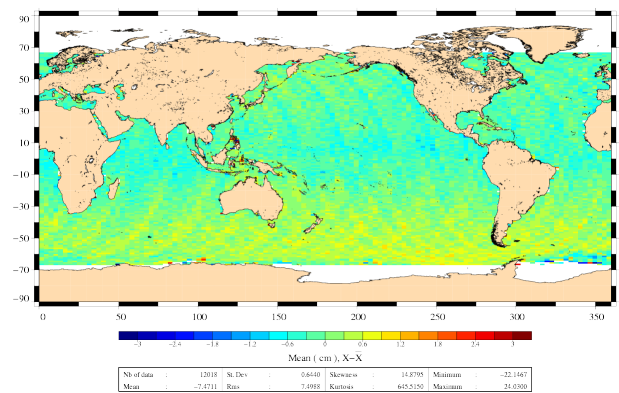 90
70
50
30
10
−10
−30
−50
−70
−90
0 50 100 150 200 250 300 350
−3 −2.4 −1.8 −1.2 −0.6 0 0.6 1.2 1.8 2.4 3
Mean ( cm ), X−X̅
Nb of data : 12018 St. Dev : 0.6440 Skewness : 14.8795 Minimum : −22.1467
Mean : −7.4711 Rms : 7.4988 Kurtosis : 645.5150 Maximum : 24.0300